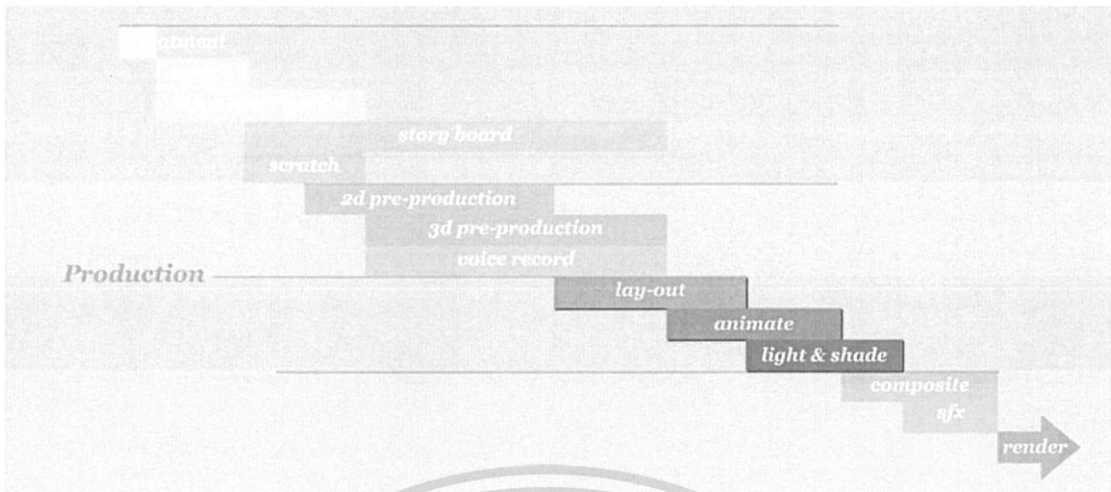 story board
scratch
2d pre-production
3d pre-production
voice record
Production
lay-out
animate
light & shade
composite
sfx
render